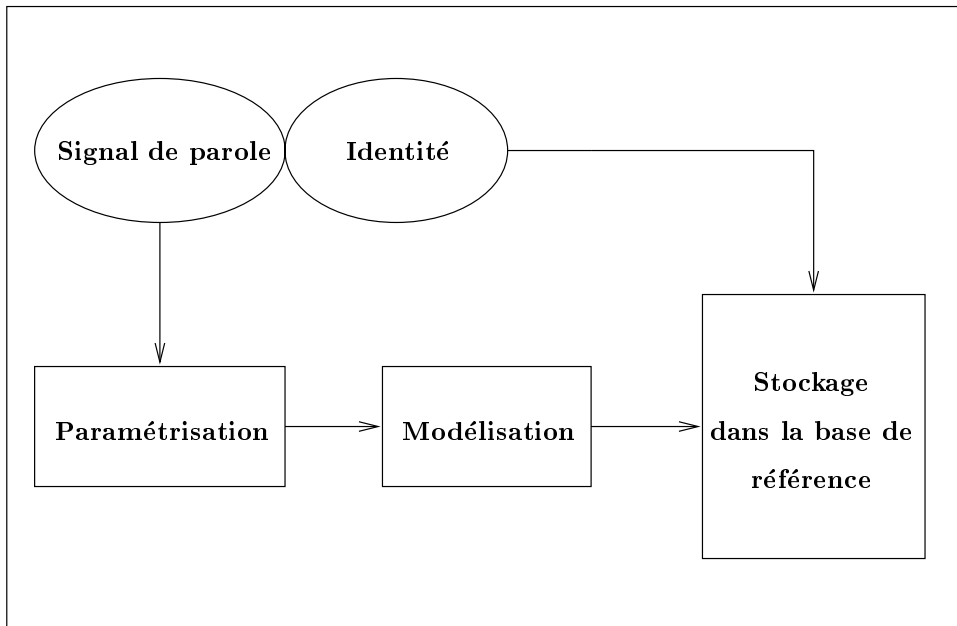 Signal de parole
Identité
Paramétrisation
Modélisation
Stockage
dans la base de
référence